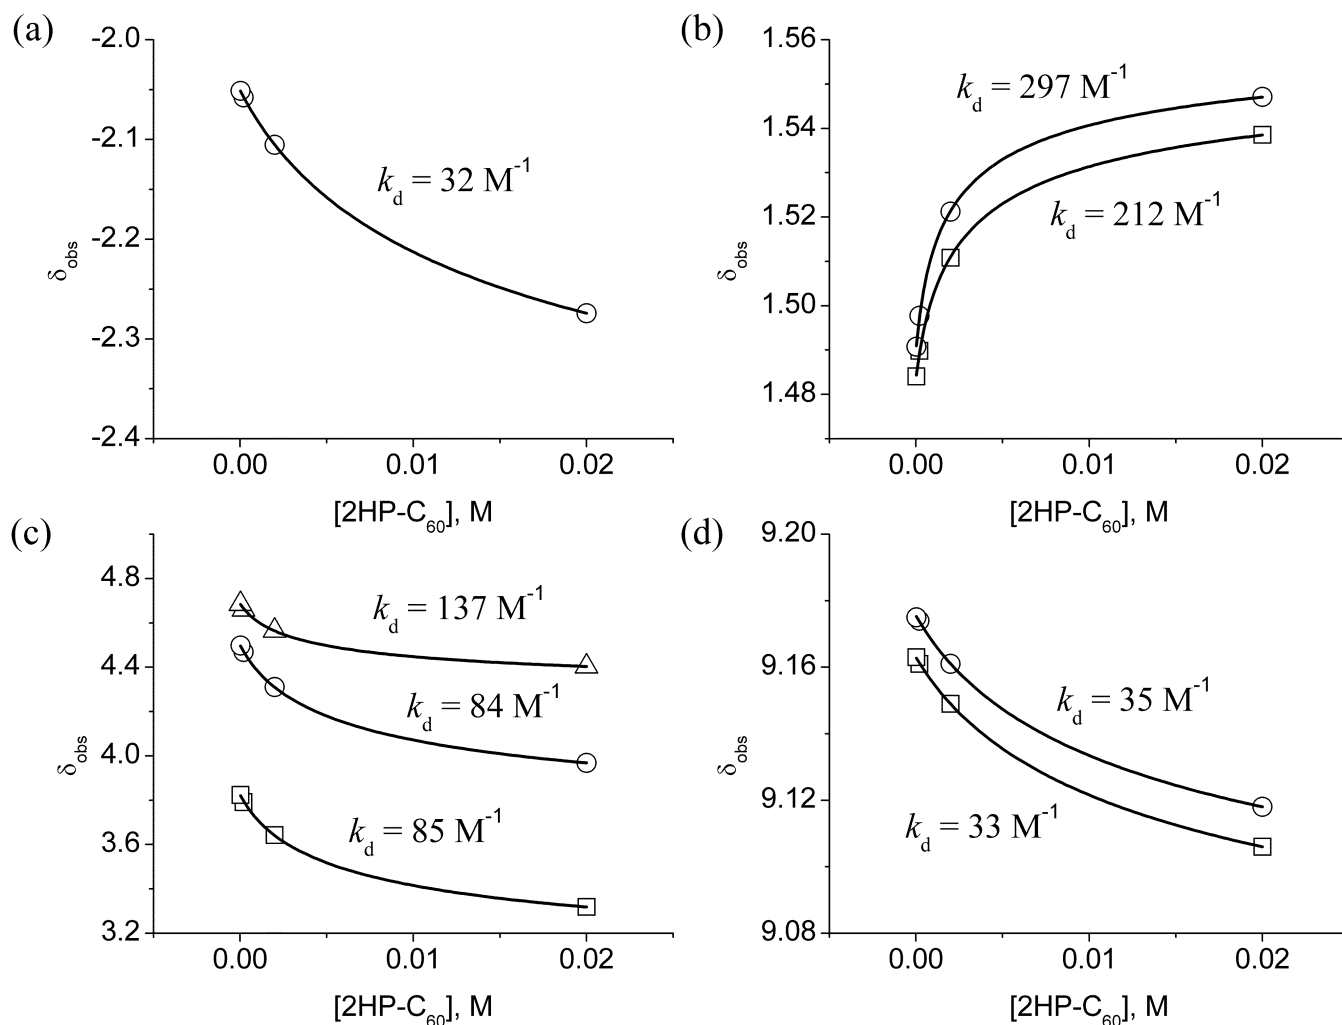 (a)
-2.0
-2.1
-2.2
-2.3
-2.4
δobs
kd = 32 M-1
0.00 0.01 0.02
[2HP-C60], M
(b)
1.56
1.54
1.52
1.50
1.48
δobs
kd = 297 M-1
kd = 212 M-1
0.00 0.01 0.02
[2HP-C60], M
(c)
4.8
4.4
4.0
3.6
3.2
δobs
kd = 137 M-1
kd = 84 M-1
kd = 85 M-1
0.00 0.01 0.02
[2HP-C60], M
(d)
9.20
9.16
9.12
9.08
δobs
kd = 35 M-1
kd = 33 M-1
0.00 0.01 0.02
[2HP-C60], M